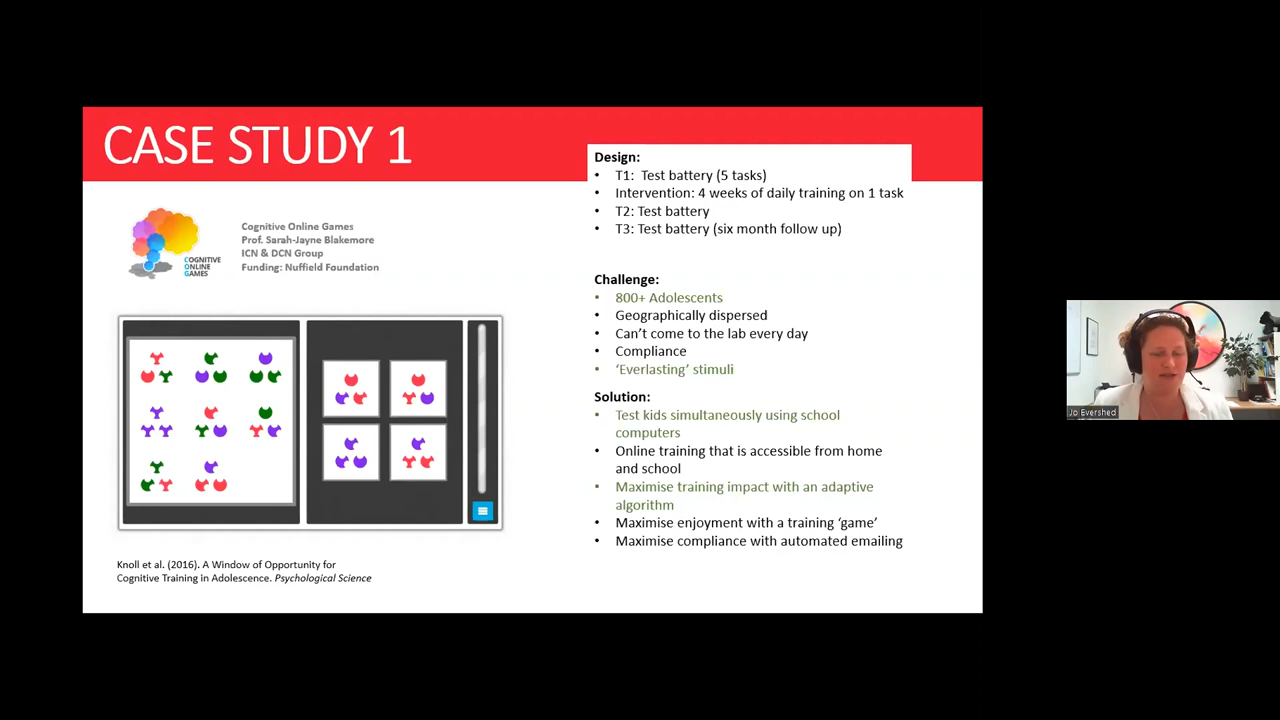 CASE STUDY 1
COGNITIVE
ONLINE
GAMES
Cognitive Online Games
Prof. Sarah-Jayne Blakemore
ICN & DCN Group
Funding: Nuffield Foundation
Knoll et al. (2016). A Window of Opportunity for
Cognitive Training in Adolescence. Psychological Science
Design:
• T1: Test battery (5 tasks)
• Intervention: 4 weeks of daily training on 1 task
• T2: Test battery
• T3: Test battery (six month follow up)
Challenge:
• 800+ Adolescents
• Geographically dispersed
• Can't come to the lab every day
• Compliance
• 'Everlasting' stimuli
Solution:
• Test kids simultaneously using school
computers
• Online training that is accessible from home
and school
• Maximise training impact with an adaptive
algorithm
• Maximise enjoyment with a training 'game'
• Maximise compliance with automated emailing
Jo Evershed